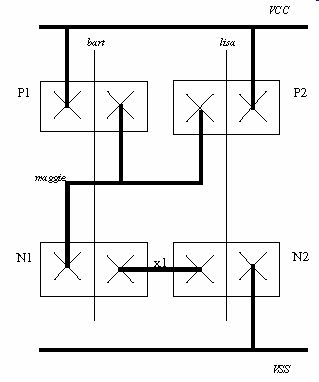 VCC
bart
lisa
P1
P2
maggie
N1
x1
N2
VSS